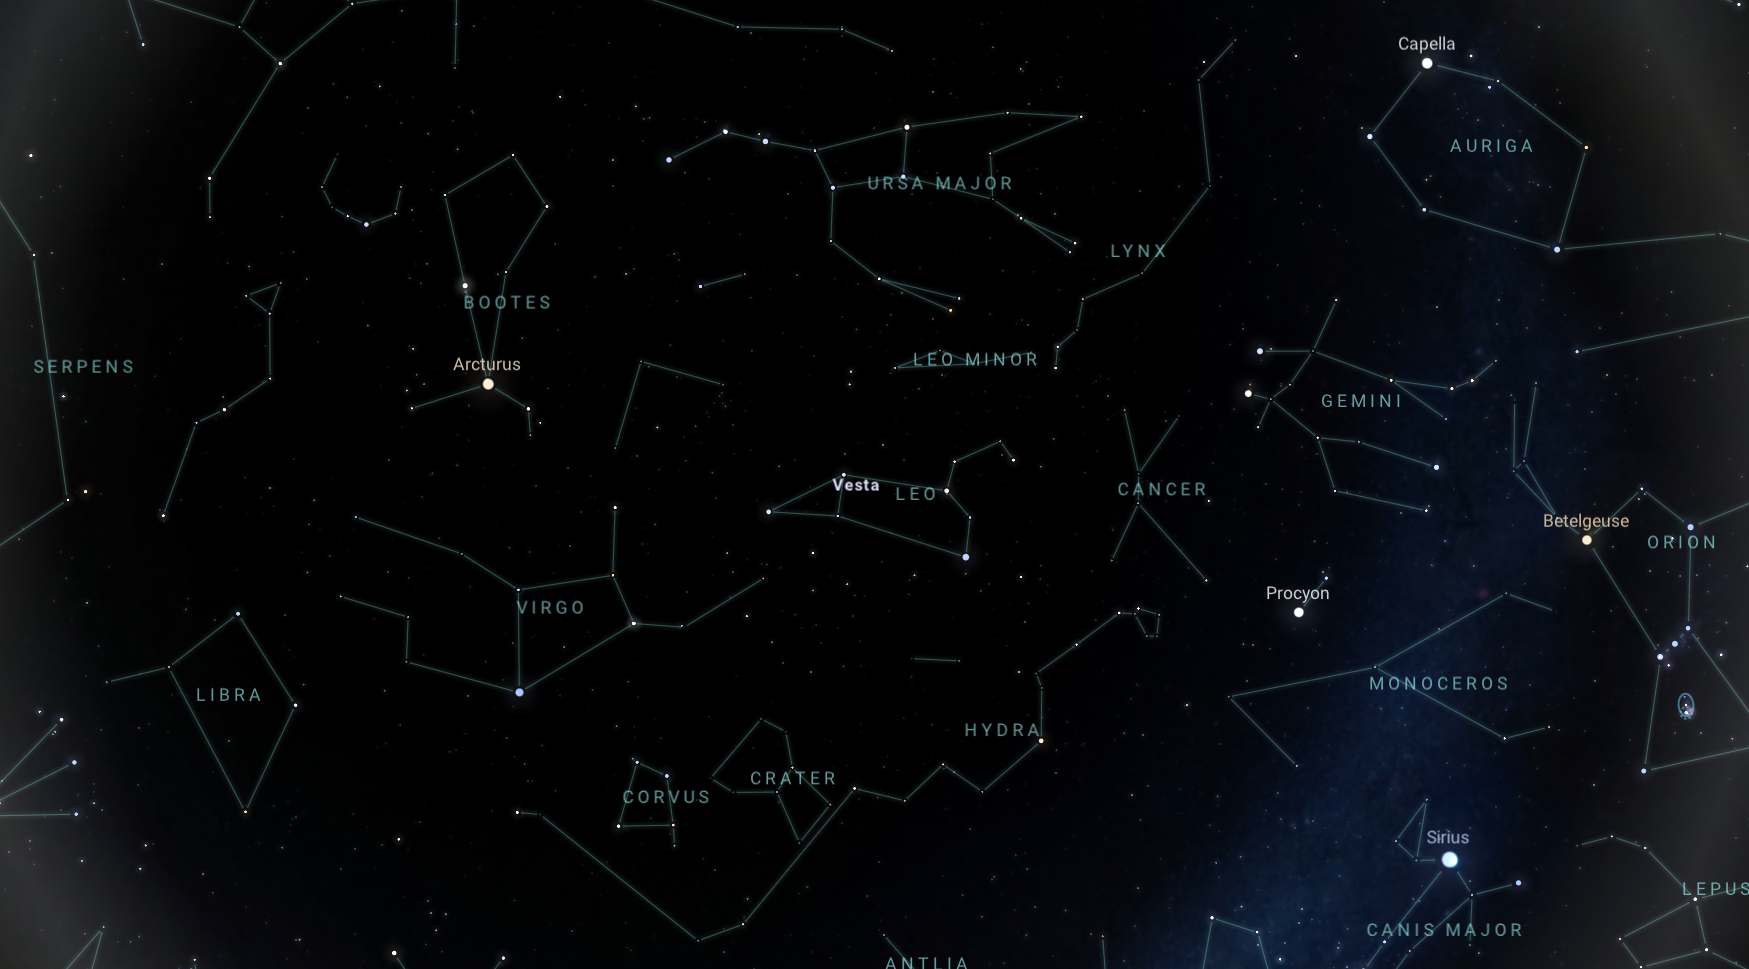 Capella
AURIGA
URSA MAJOR
LYNX
BOOTES
SERPENS
Arcturus
LEO MINOR
GEMINI
Vesta
LEO
CANCER
Betelgeuse
ORION
Procyon
VIRGO
LIBRA
MONOCEROS
HYDRA
CRATER
CORVUS
Sirius
LEPUS
CANIS MAJOR
ANTLIA